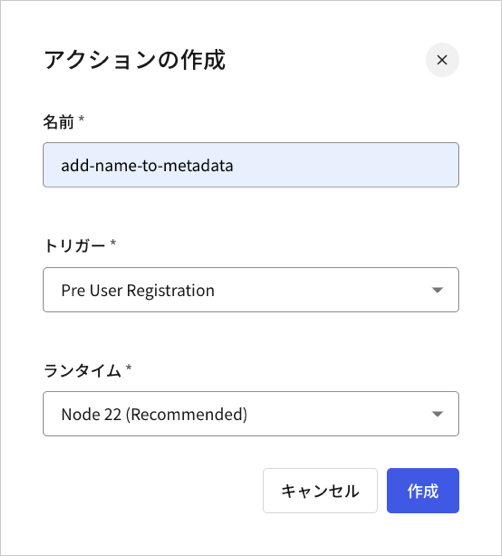 アクションの作成
名前 *
add-name-to-metadata
トリガー *
Pre User Registration
ランタイム *
Node 22 (Recommended)
キャンセル 作成